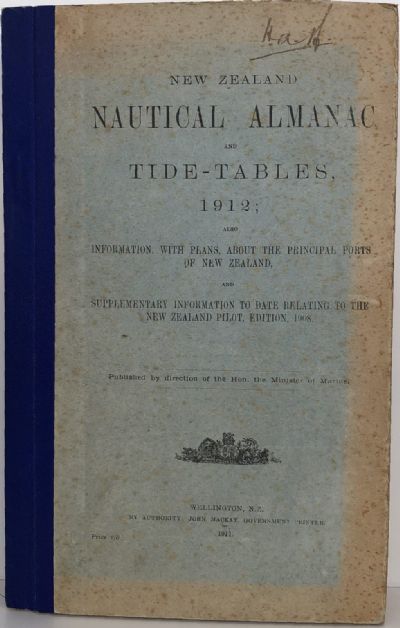 NEW ZEALAND
NAUTICAL ALMANAC
AND
TIDE-TABLES,
1912;
ALSO
INFORMATION, WITH PLANS, ABOUT THE PRINCIPAL PORTS
OF NEW ZEALAND,
AND
SUPPLEMENTARY INFORMATION TO DATE RELATING TO THE
NEW ZEALAND PILOT, EDITION, 1908.
Published by direction of the Hon. the Minister of Marine.
WELLINGTON, N.Z.
BY AUTHORITY: JOHN MACKAY, GOVERNMENT PRINTER.
1911.
Price